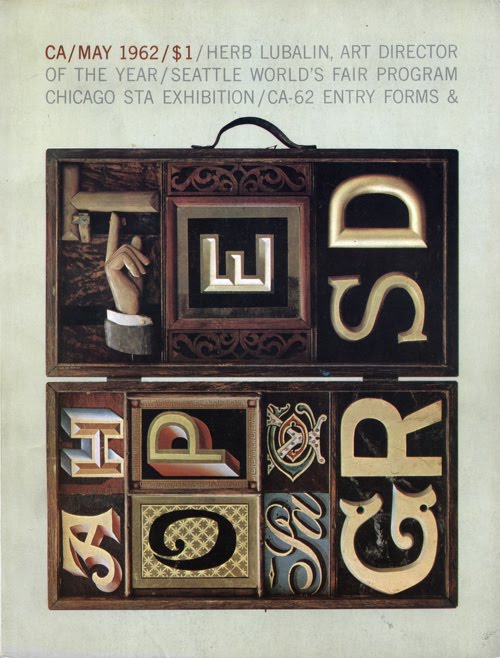 CA/MAY 1962/$1/HERB LUBALIN, ART DIRECTOR
OF THE YEAR/SEATTLE WORLD'S FAIR PROGRAM
CHICAGO STA EXHIBITION/CA-62 ENTRY FORMS &
E D
S
H P R
A O G